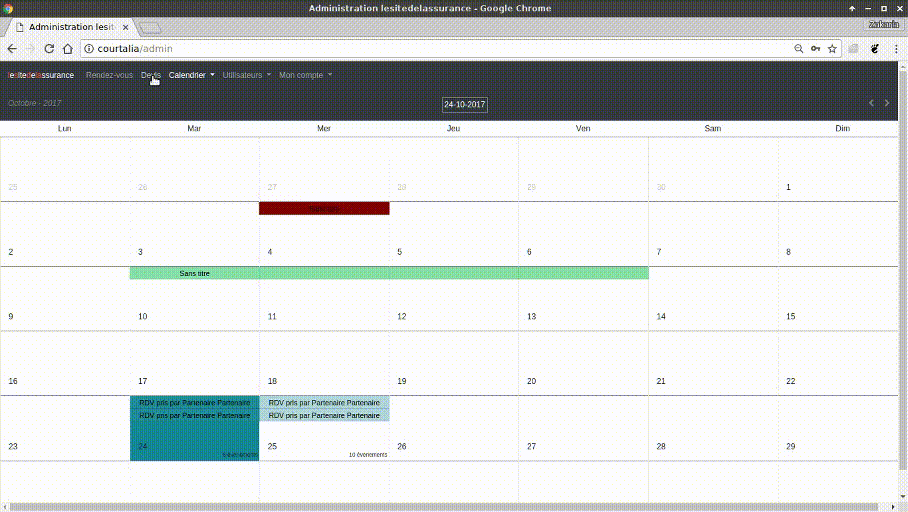 Administration lesitedelassurance - Google Chrome
Administration lesit
Zakaria
courtalia/admin
lesitedelassurance Rendez-vous Devis Calendrier Utilisateurs Mon compte
Octobre - 2017
24-10-2017
Lun Mar Mer Jeu Ven Sam Dim
25 26 27 28 29 30 1
2 3 4 5 6 7 8
Sans titre
9 10 11 12 13 14 15
16 17 18 19 20 21 22
RDV pris par Partenaire Partenaire RDV pris par Partenaire Partenaire
RDV pris par Partenaire Partenaire RDV pris par Partenaire Partenaire
23 24 25 26 27 28 29
évenements 10 évenements